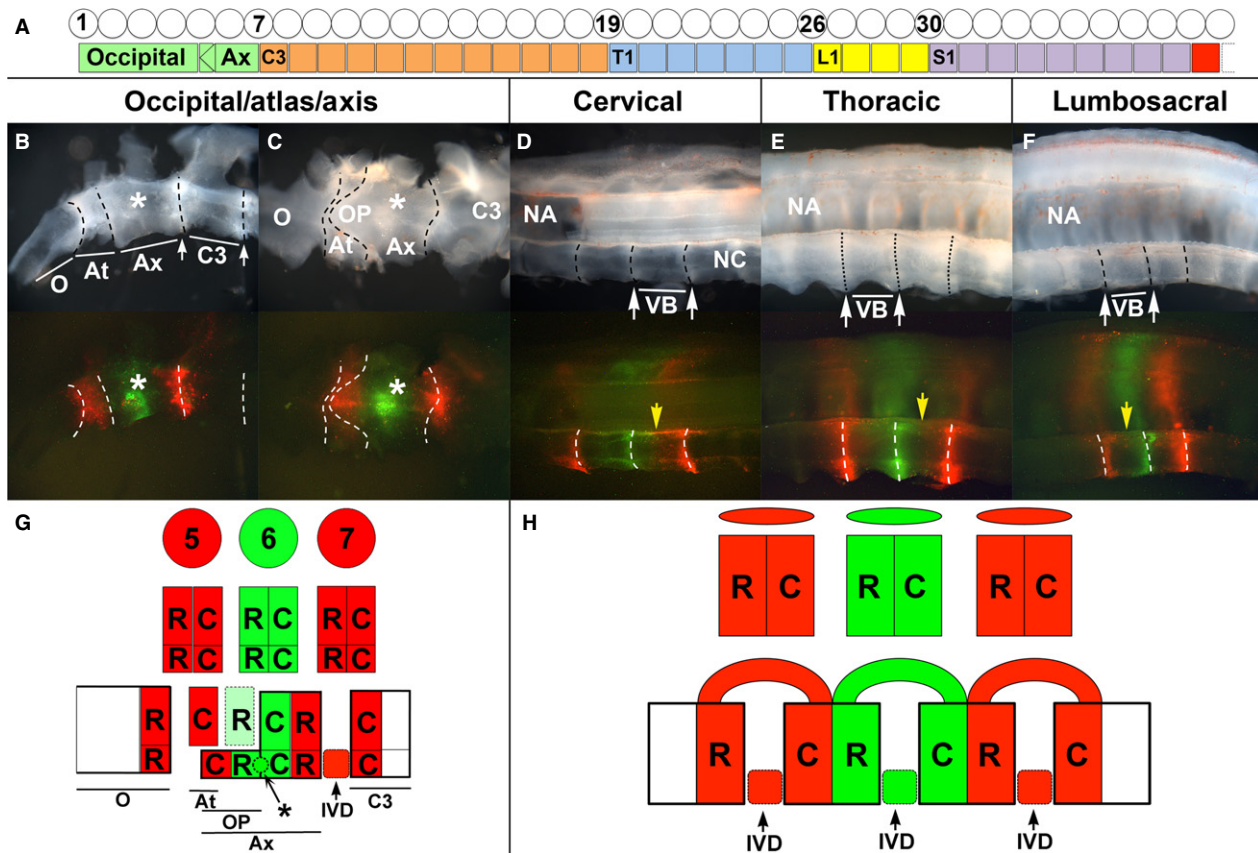 A
1 7 19 26 30
Occipital Ax C3 T1 L1 S1
Occipital/atlas/axis Cervical Thoracic Lumbosacral
B C D E F
* * NA NA NA
O OP C3
At Ax NC
O At Ax C3 VB VB VB
* *
G H
5 6 7
R C R C R C
R C R C R C
R C R C R C
R C R C R C
R C R C R C
R C R C R C
*
O At IVD C3
OP
Ax
IVD IVD IVD